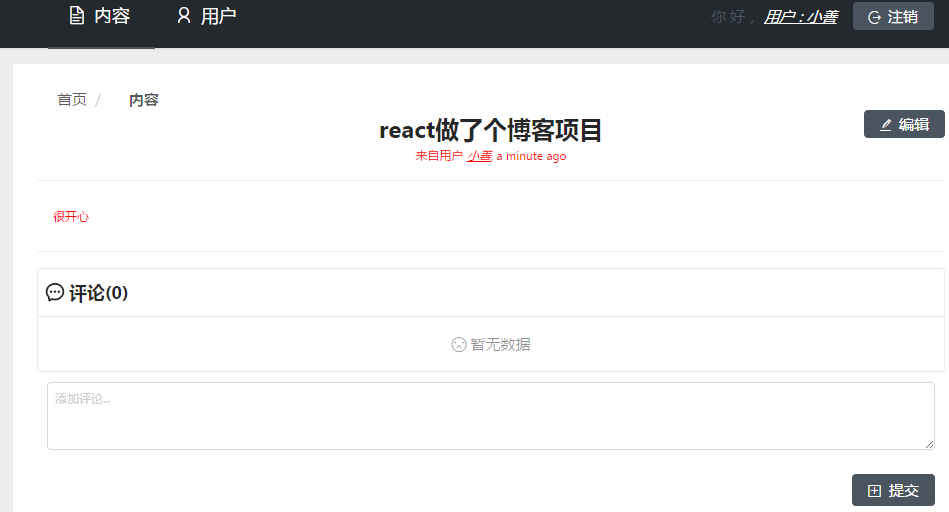 内容 用户 你好， 用户：小善 注销
首页 / 内容
react做了个博客项目
编辑
来自用户 小善, a minute ago
很开心
评论(0)
暂无数据
添加评论...
提交